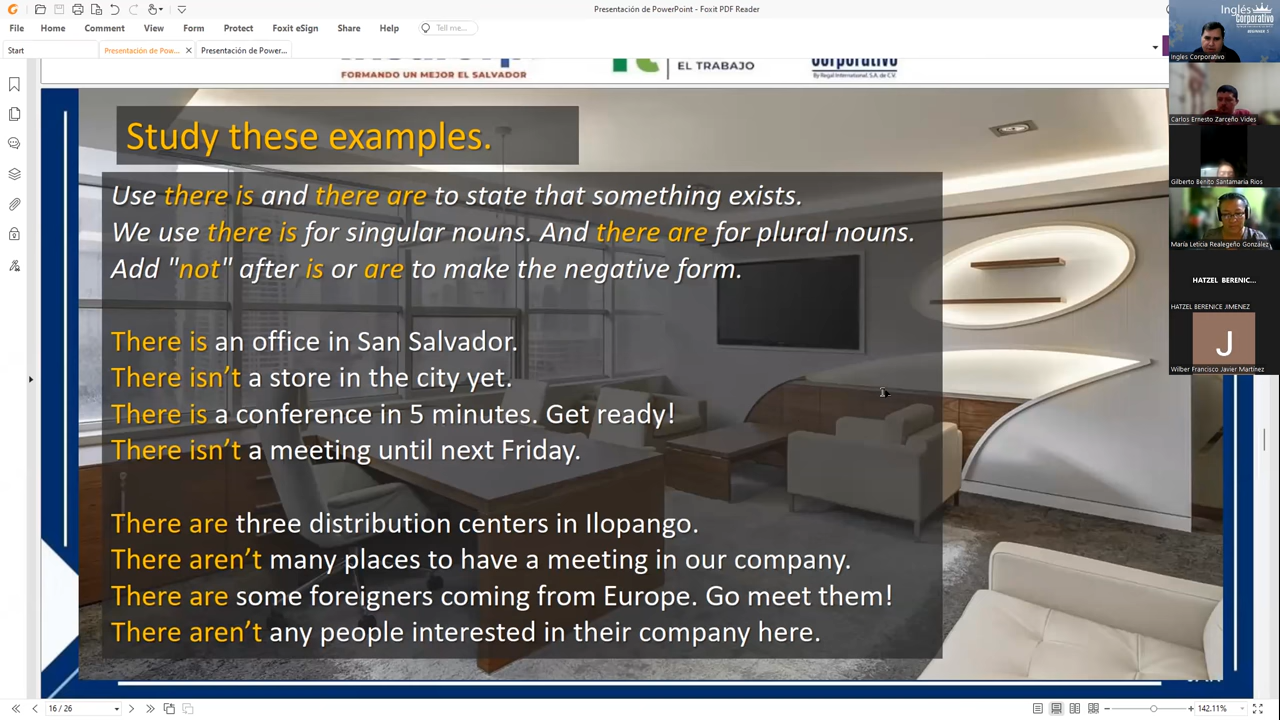 Presentación de PowerPoint - Foxit PDF Reader
File Home Comment View Form Protect Foxit eSign Share Help Tell me...
Start Presentación de Pow... Presentación de Power...
FORMANDO UN MEJOR EL SALVADOR
EL TRABAJO
Corporativo
By Regal International, S.A. de C.V.
Study these examples.
Use there is and there are to state that something exists.
We use there is for singular nouns. And there are for plural nouns.
Add "not" after is or are to make the negative form.
There is an office in San Salvador.
There isn't a store in the city yet.
There is a conference in 5 minutes. Get ready!
There isn't a meeting until next Friday.
There are three distribution centers in Ilopango.
There aren't many places to have a meeting in our company.
There are some foreigners coming from Europe. Go meet them!
There aren't any people interested in their company here.
Inglés
Corporativo
Ingles Corporativo
Carlos Ernesto Zarceño Vides
Gilberto Benito Santamaria Rios
María Leticia Realegeño González
HATZEL BERENIC...
HATZEL BERENICE JIMENEZ
J
Wilber Francisco Javier Martinez
16 / 26
142.11%